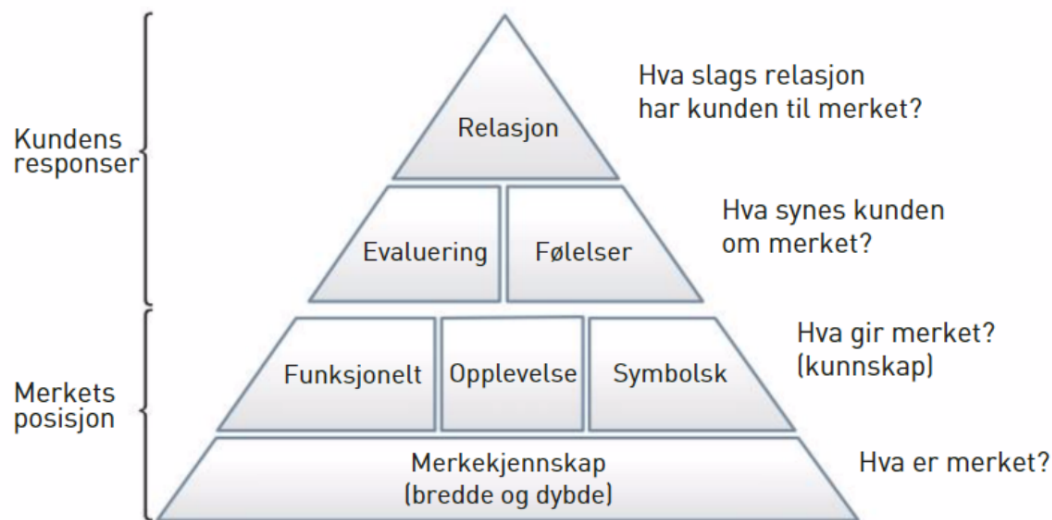 Hva slags relasjon
har kunden til merket?
Relasjon
Kundens
responser
Hva synes kunden
om merket?
Evaluering
Følelser
Hva gir merket?
(kunnskap)
Funksjonelt
Opplevelse
Symbolsk
Merkets
posisjon
Merkekjennskap
(bredde og dybde)
Hva er merket?